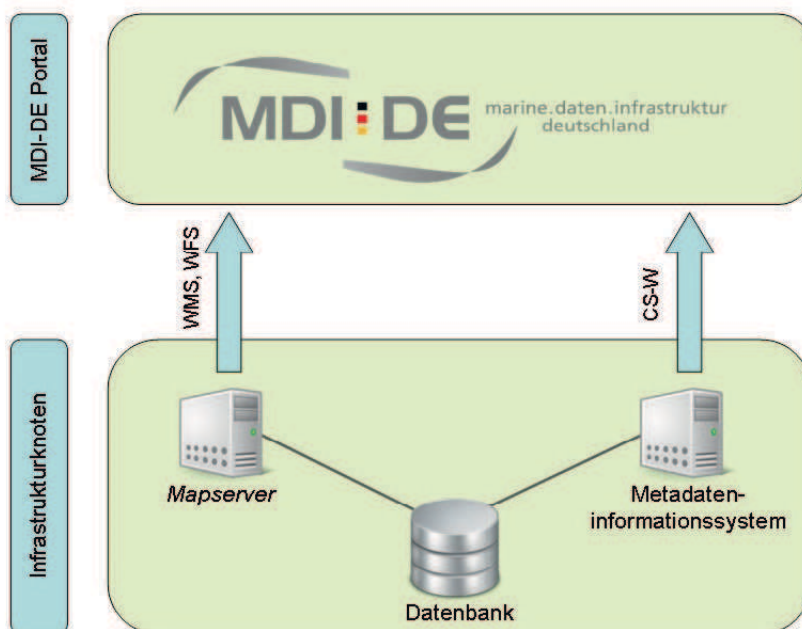 MDI-DE Portal
MDI DE
marine.daten.infrastruktur
deutschland
WMS, WFS
CS-W
Infrastrukturknoten
Mapserver
Metadaten-
informationssystem
Datenbank